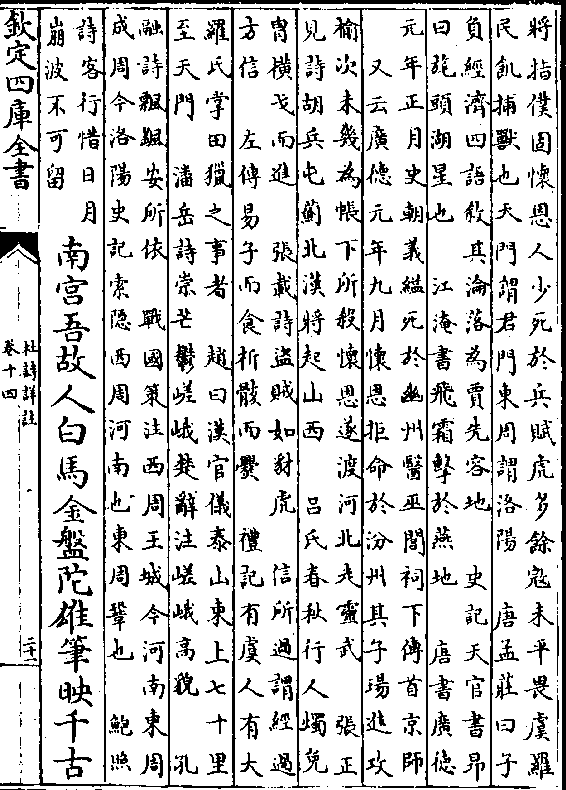 將指僕固懷恩人少死於兵賦虎多餘寇未平畏虞羅
民飢捕獸也天門謂君門東周謂洛陽　唐孟莊曰子
負經濟四語敘其淪落為賈先容地　史記天官書昴
曰旄頭湖星也　江淹書飛霜擊於燕地　唐書廣德
元年正月史朝義縊死於幽州醫巫閭祠下傳首京師
又云廣德元年九月懷恩拒命於汾州其子瑒進攻
榆次未幾為帳下所殺懷恩遂渡河北走靈武　張正
見詩胡兵屯薊北漢將起山西　呂氏春秋行人燭免
胄橫戈而進　張載詩盜賊如豺虎　信所過謂經過
方信　左傳易子而食析骸而爨　禮記有虞人有大
羅氏掌田獵之事者　趙曰漢官儀泰山東上七十里
至天門　潘岳詩崇芒鬱嵯峨楚辭注嵯峨高貌　孔
融詩飄飄安所依　戰國策注西周王城今河南東周
成周今洛陽史記索隱西周河南也東周鞏也　鮑照
詩客行惜日月
崩波不可留
南宮吾故人白馬金盤陀雄筆映千古
欽定四庫全書
杜詩詳註
卷十四
二十二